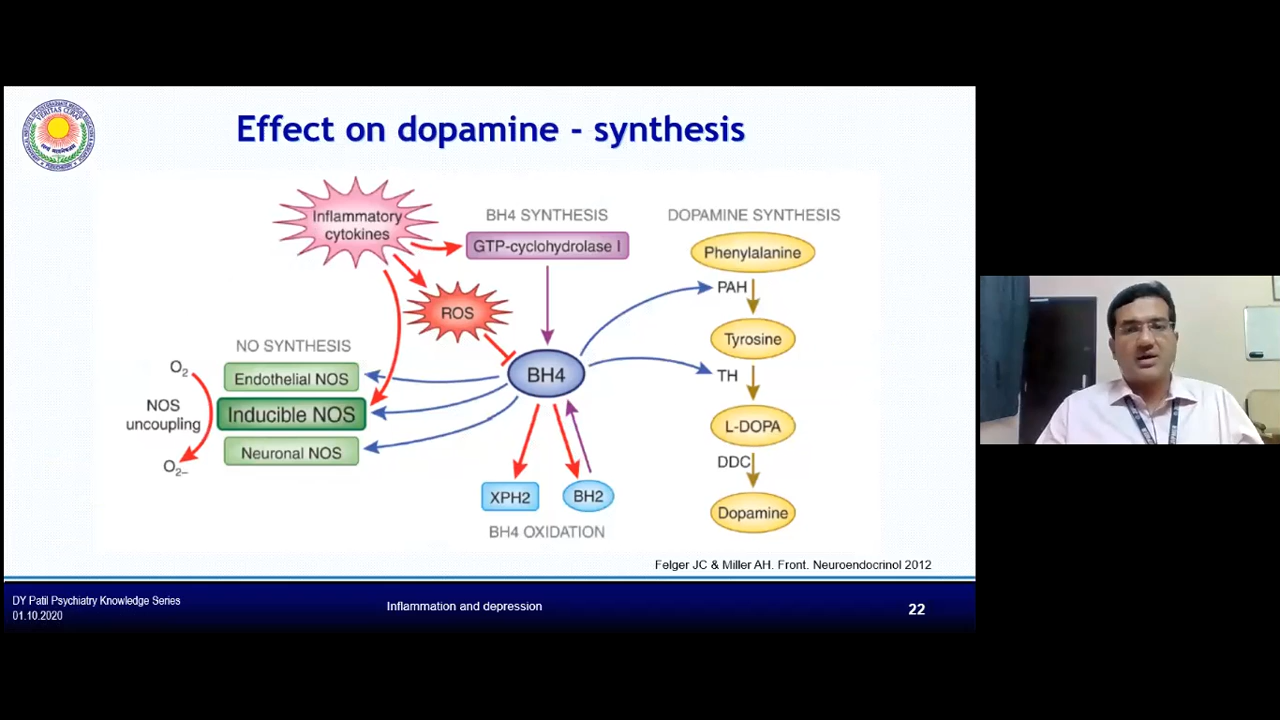 Effect on dopamine - synthesis
Inflammatory
cytokines
BH4 SYNTHESIS
GTP-cyclohydrolase I
DOPAMINE SYNTHESIS
Phenylalanine
PAH
ROS
Tyrosine
NO SYNTHESIS
O2
Endothelial NOS
BH4
TH
NOS
uncoupling
Inducible NOS
L-DOPA
Neuronal NOS
O2–
DDC
XPH2
BH2
Dopamine
BH4 OXIDATION
Felger JC & Miller AH. Front. Neuroendocrinol 2012
DY Patil Psychiatry Knowledge Series
01.10.2020
Inflammation and depression
22